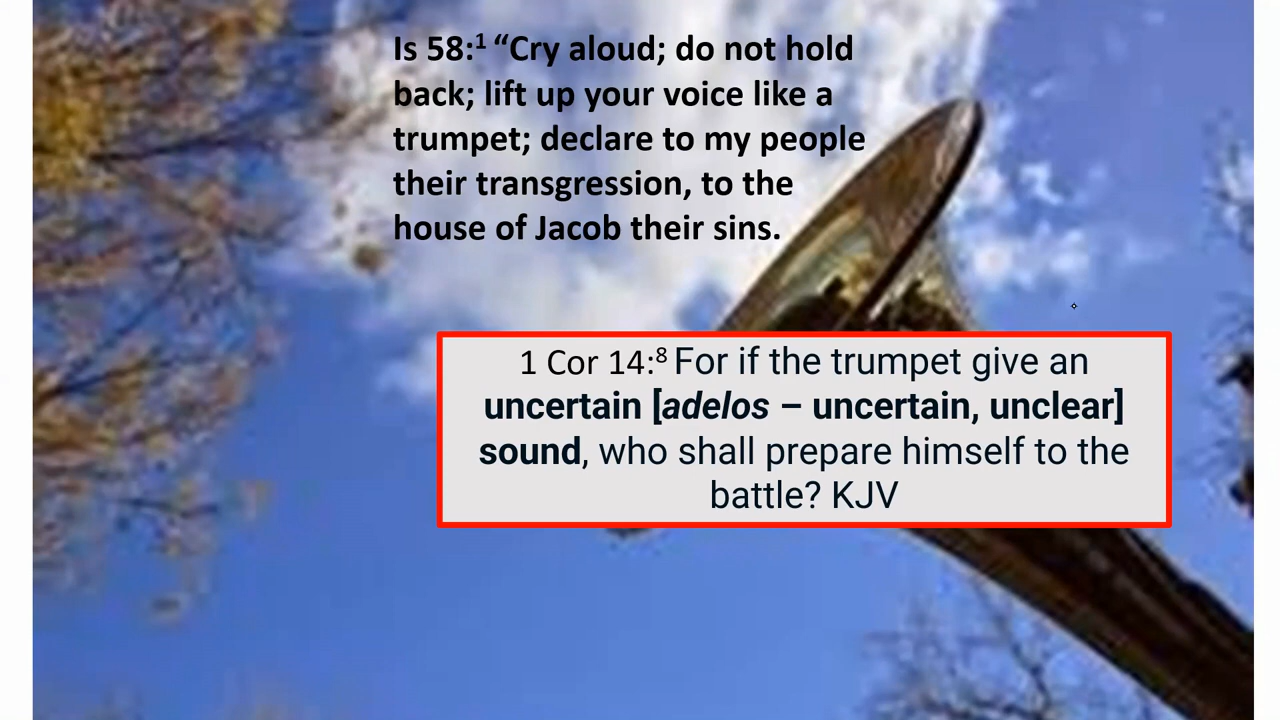 Is 58:¹ “Cry aloud; do not hold
back; lift up your voice like a
trumpet; declare to my people
their transgression, to the
house of Jacob their sins.
1 Cor 14:⁸ For if the trumpet give an
uncertain [adelos – uncertain, unclear]
sound, who shall prepare himself to the
battle? KJV